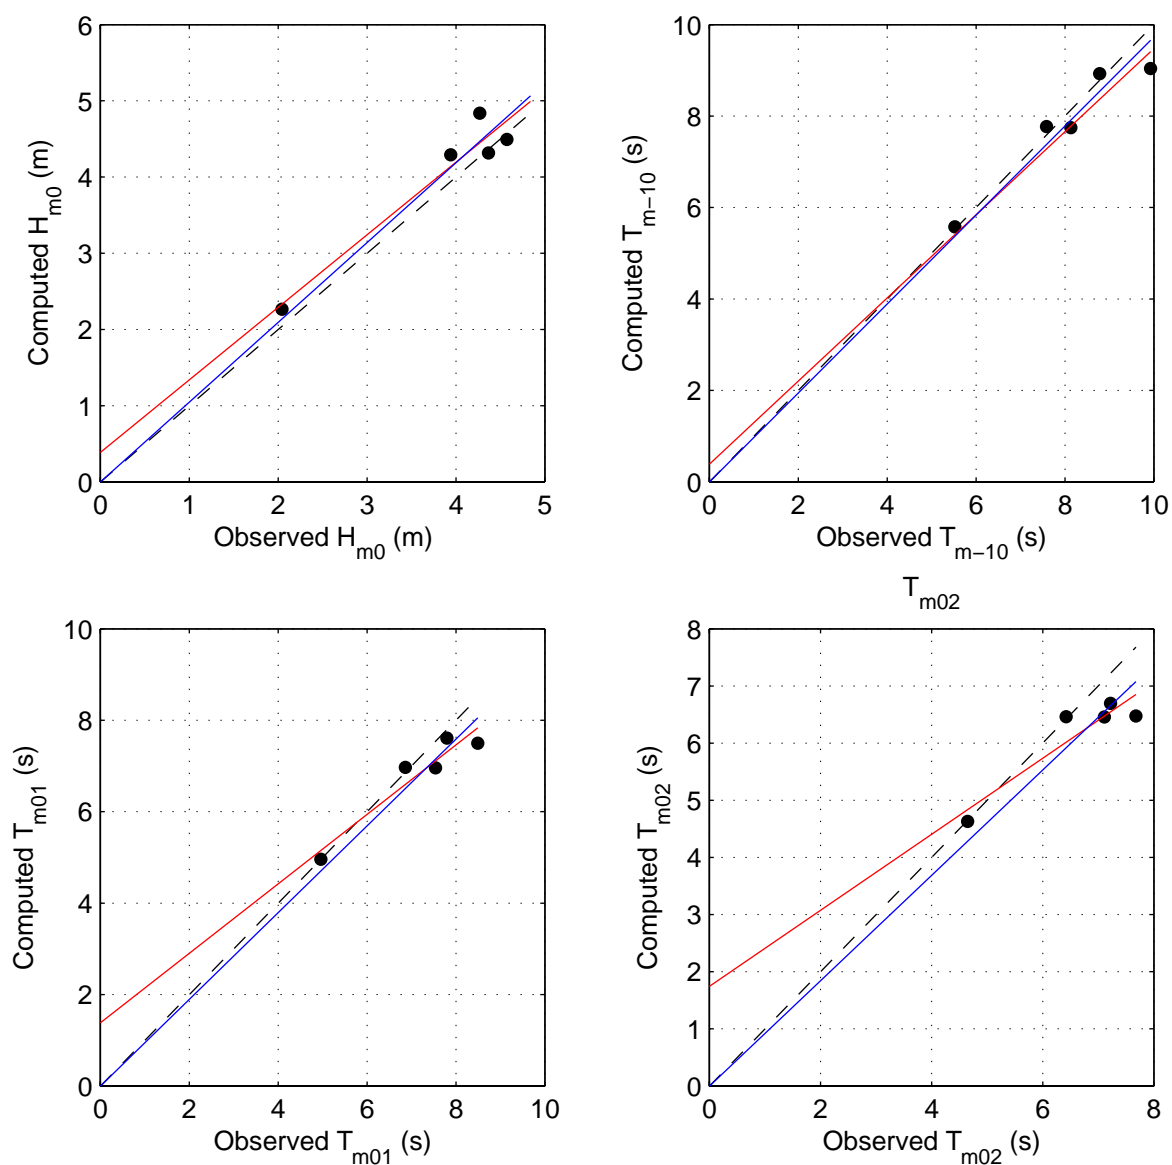 6
5
4
3
2
1
0
0 1 2 3 4 5
Computed H_m0 (m)
Observed H_m0 (m)
10
8
6
4
2
0
0 2 4 6 8 10
Computed T_m−10 (s)
Observed T_m−10 (s)
10
8
6
4
2
0
0 2 4 6 8 10
Computed T_m01 (s)
Observed T_m01 (s)
T_m02
8
7
6
5
4
3
2
1
0
0 2 4 6 8
Computed T_m02 (s)
Observed T_m02 (s)